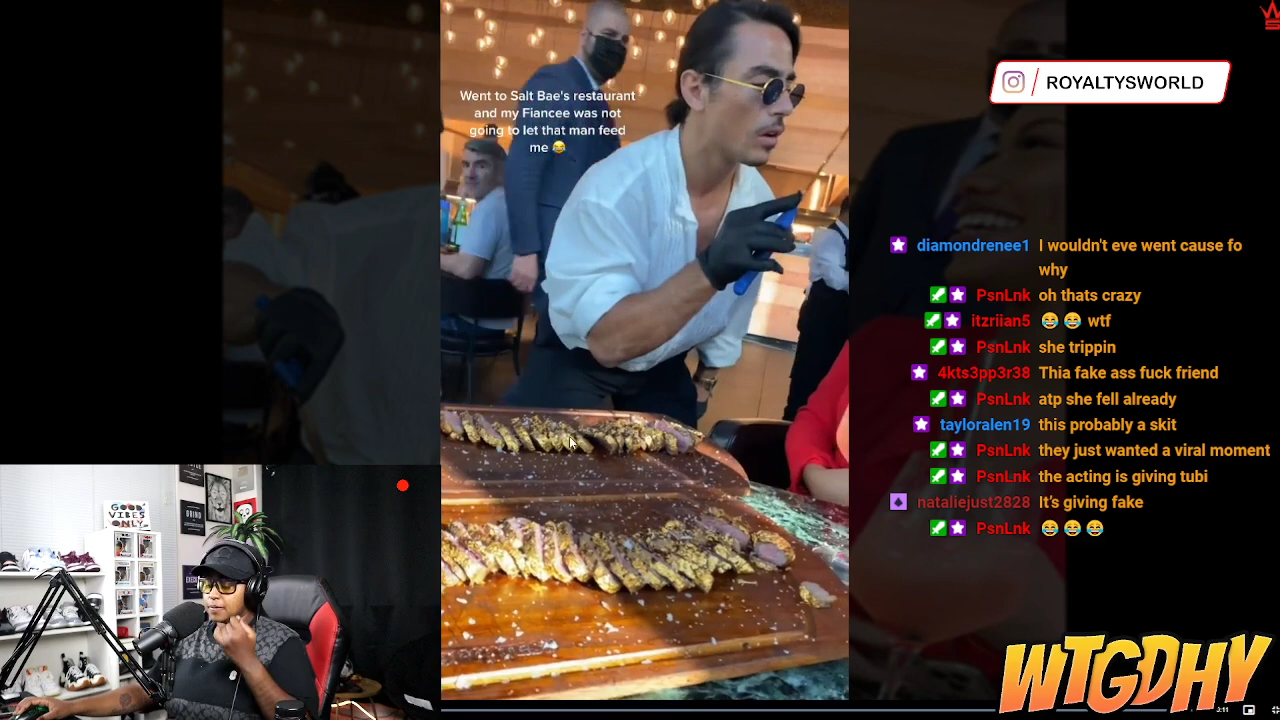 Went to Salt Bae's restaurant
and my Fiancee was not
going to let that man feed
me 😂
ROYALTYSWORLD
diamondrenee1 I wouldn't eve went cause fo
why
PsnLnk oh thats crazy
itzriian5 😂 😂 wtf
PsnLnk she trippin
4kts3pp3r38 Thia fake ass fuck friend
PsnLnk atp she fell already
tayloralen19 this probably a skit
PsnLnk they just wanted a viral moment
PsnLnk the acting is giving tubi
nataliejust2828 It's giving fake
PsnLnk 😂 😂 😂
GOOD
VIBES
ONLY
GRIND
WTGDHY